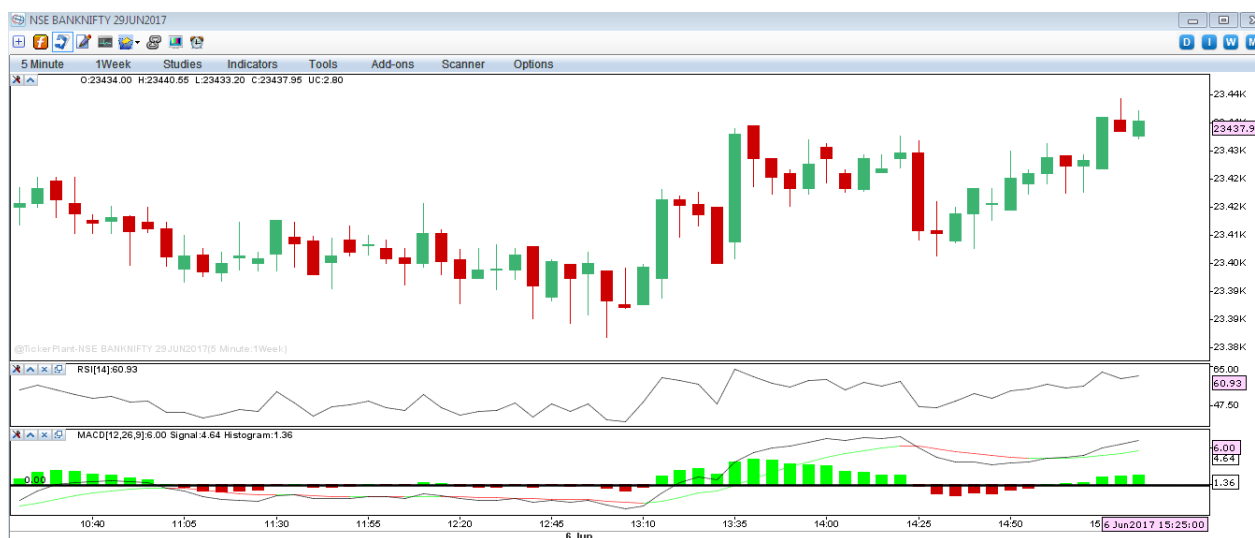 NSE BANKNIFTY 29JUN2017
D I W M
5 Minute 1Week Studies Indicators Tools Add-ons Scanner Options
O:23434.00 H:23440.55 L:23433.20 C:23437.95 UC:2.80
23.44K
23437.9
23.43K
23.42K
23.42K
23.41K
23.40K
23.39K
23.39K
23.38K
@TickerPlant-NSE BANKNIFTY 29JUN2017(5 Minute:1Week)
RSI[14]:60.93
65.00
60.93
47.50
MACD[12,26,9]:6.00 Signal:4.64 Histogram:1.36
6.00
4.64
0.00
1.36
10:40 11:05 11:30 11:55 12:20 12:45 13:10 13:35 14:00 14:25 14:50 15 6 Jun2017 15:25:00
6 Jun